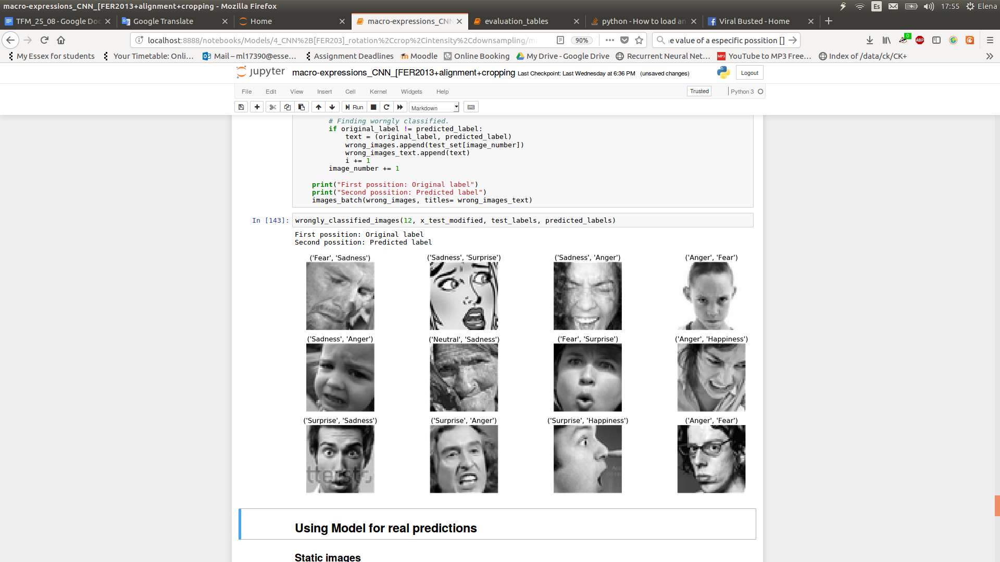 macro-expressions_CNN_[FER2013+alignment+cropping - Mozilla Firefox
Es 17:55 Elena
TFM_25_08 - Google Doc Google Translate Home macro-expressions_CNN evaluation_tables python - How to load an Viral Busted - Home
localhost:8888/notebooks/Models/4_CNN%2B[FER203]_rotation%2Ccrop%2Cintensity%2Cdownsampling/m 90% e value of a especific possition []
0 ABP
My Essex for students Your Timetable: Onli... Mail – ml17390@esse... Assignment Deadlines Moodle Online Booking My Drive - Google Drive Recurrent Neural Net... YouTube to MP3 Free... Index of /data/ck/CK+
jupyter macro-expressions_CNN_[FER2013+alignment+cropping Last Checkpoint: Last Wednesday at 6:36 PM (unsaved changes) Logout
File Edit View Insert Cell Kernel Widgets Help Trusted Python 3
Run Markdown
# Finding worngly classified.
if original_label != predicted_label:
text = (original_label, predicted_label)
wrong_images.append(test_set[image_number])
wrong_images_text.append(text)
i += 1
image_number += 1
print("First possition: Original label")
print("Second possition: Predicted label")
images_batch(wrong_images, titles= wrong_images_text)
In [143]: wrongly_classified_images(12, x_test_modified, test_labels, predicted_labels)
First possition: Original label
Second possition: Predicted label
('Fear', 'Sadness') ('Sadness', 'Surprise') ('Sadness', 'Anger') ('Anger', 'Fear')
('Sadness', 'Anger') ('Neutral', 'Sadness') ('Fear', 'Surprise') ('Anger', 'Happiness')
('Surprise', 'Sadness') ('Surprise', 'Anger') ('Surprise', 'Happiness') ('Anger', 'Fear')
Using Model for real predictions
Static images